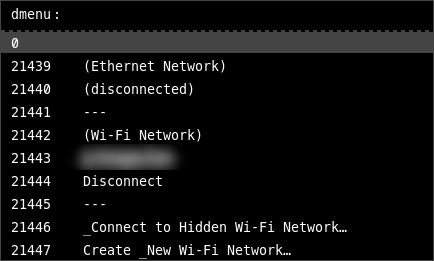 dmenu:
0
21439 (Ethernet Network)
21440 (disconnected)
21441 ---
21442 (Wi-Fi Network)
21443
21444 Disconnect
21445 ---
21446 _Connect to Hidden Wi-Fi Network…
21447 Create _New Wi-Fi Network…